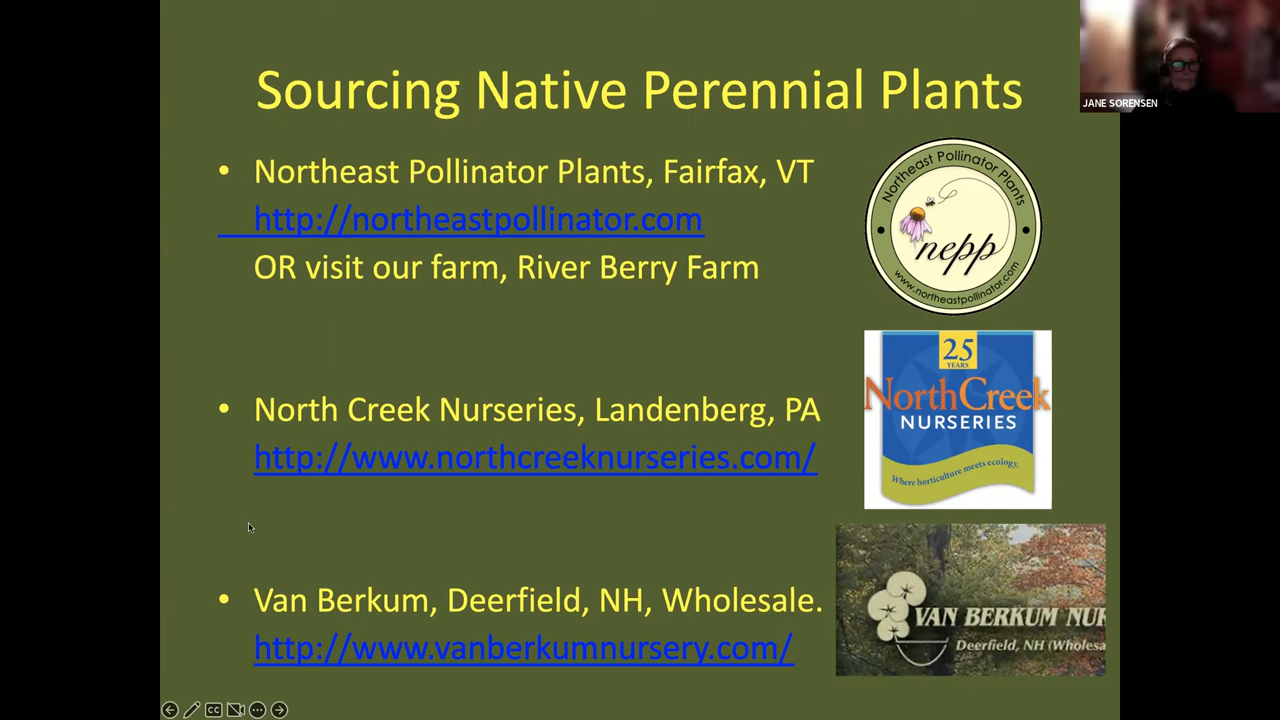 Sourcing Native Perennial Plants
JANE SORENSEN
• Northeast Pollinator Plants, Fairfax, VT
http://northeastpollinator.com
OR visit our farm, River Berry Farm
Northeast Pollinator Plants
nepp
www.northeastpollinator.com
• North Creek Nurseries, Landenberg, PA
http://www.northcreeknurseries.com/
25
YEARS
NorthCreek
NURSERIES
Where horticulture meets ecology.
• Van Berkum, Deerfield, NH, Wholesale.
http://www.vanberkumnursery.com/
VAN BERKUM NUR
Deerfield, NH (Wholesa
CC